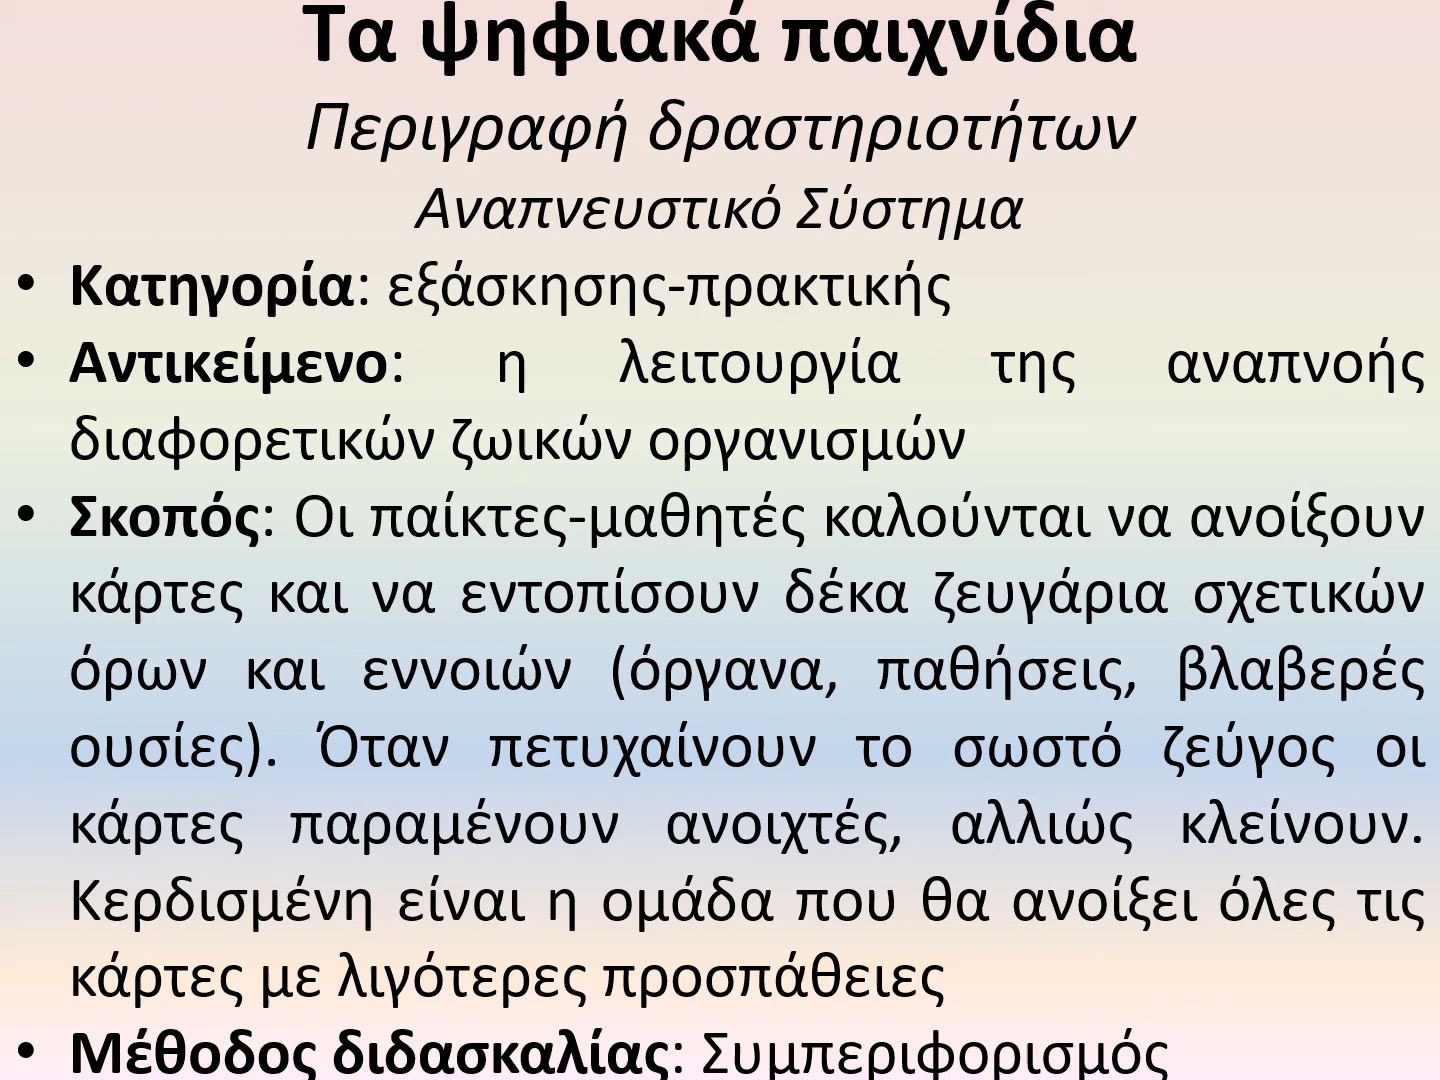 Τα ψηφιακά παιχνίδια
Περιγραφή δραστηριοτήτων
Αναπνευστικό Σύστημα
• Κατηγορία: εξάσκησης-πρακτικής
• Αντικείμενο: η λειτουργία της αναπνοής
διαφορετικών ζωικών οργανισμών
• Σκοπός: Οι παίκτες-μαθητές καλούνται να ανοίξουν
κάρτες και να εντοπίσουν δέκα ζευγάρια σχετικών
όρων και εννοιών (όργανα, παθήσεις, βλαβερές
ουσίες). Όταν πετυχαίνουν το σωστό ζεύγος οι
κάρτες παραμένουν ανοιχτές, αλλιώς κλείνουν.
Κερδισμένη είναι η ομάδα που θα ανοίξει όλες τις
κάρτες με λιγότερες προσπάθειες
• Μέθοδος διδασκαλίας: Συμπεριφορισμός